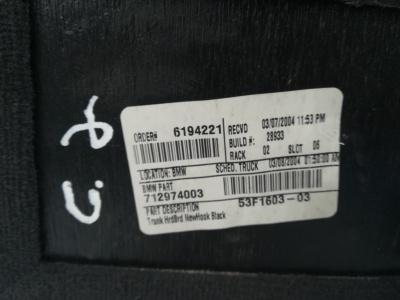 ORDER# 6194221 RECVD 03/07/2004 11:53 PM
BUILD #: 28933
RACK 02 SLOT 06
LOCATION: BMW SCHED. TRUCK 03/08/2004 01:50:00 AM
BMW PART
712974003 53F1603-03
PART DESCRIPTION
Trunk HrdBrd NewHook Black